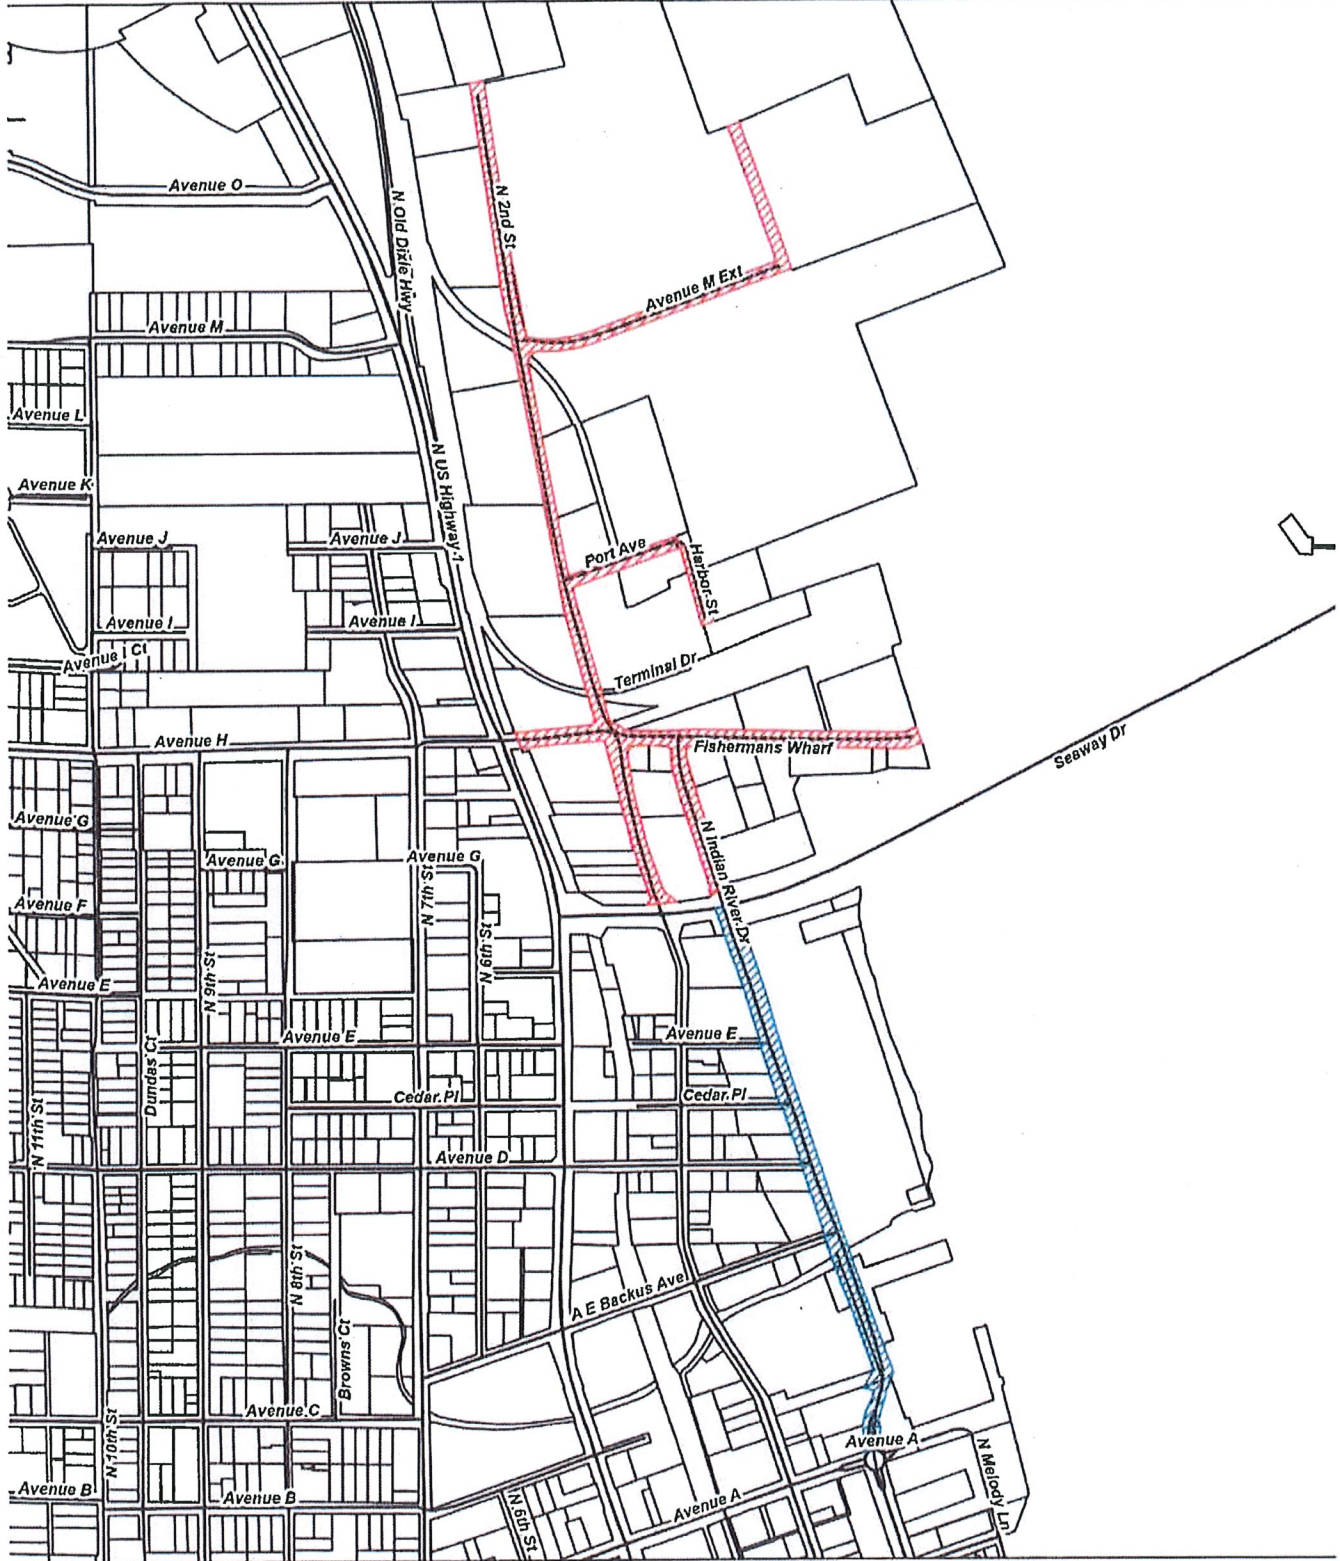 Avenue O
N Old Dixie Hwy
N 2nd St
Avenue M Ext
Avenue M
Avenue L
N US Highway 1
Avenue K
Avenue J
Avenue J
Port Ave
Harbor St
Avenue I
Avenue I
Avenue I Ct
Terminal Dr
Avenue H
Fishermans Wharf
Seaway Dr
Avenue G
Avenue G
Avenue G
N Indian River Dr
N 7th St
Avenue F
N 6th St
N 9th St
Avenue E
Avenue E
Avenue E
Dundas Ct
Cedar Pl
Cedar Pl
N 11th St
Avenue D
N 8th St
A E Backus Ave
Browns Ct
Avenue C
N 10th St
Avenue A
N Melody Ln
Avenue B
Avenue B
Avenue A
N 6th St